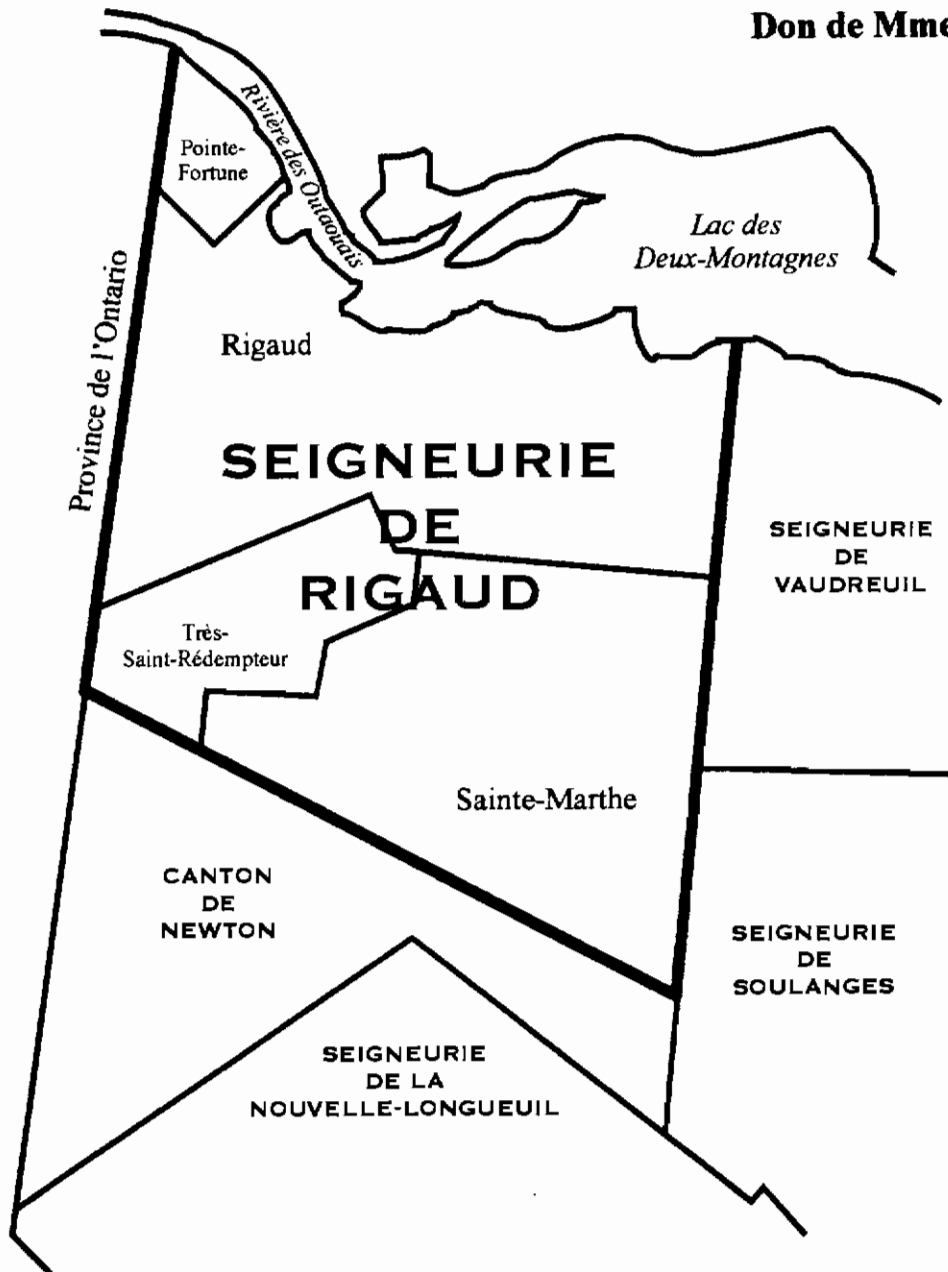 Don de Mme
Rivière des Outaouais
Pointe-
Fortune
Lac des
Deux-Montagnes
Province de l'Ontario
Rigaud
SEIGNEURIE
DE
RIGAUD
SEIGNEURIE
DE
VAUDREUIL
Très-
Saint-Rédempteur
Sainte-Marthe
CANTON
DE
NEWTON
SEIGNEURIE
DE
SOULANGES
SEIGNEURIE
DE LA
NOUVELLE-LONGUEUIL